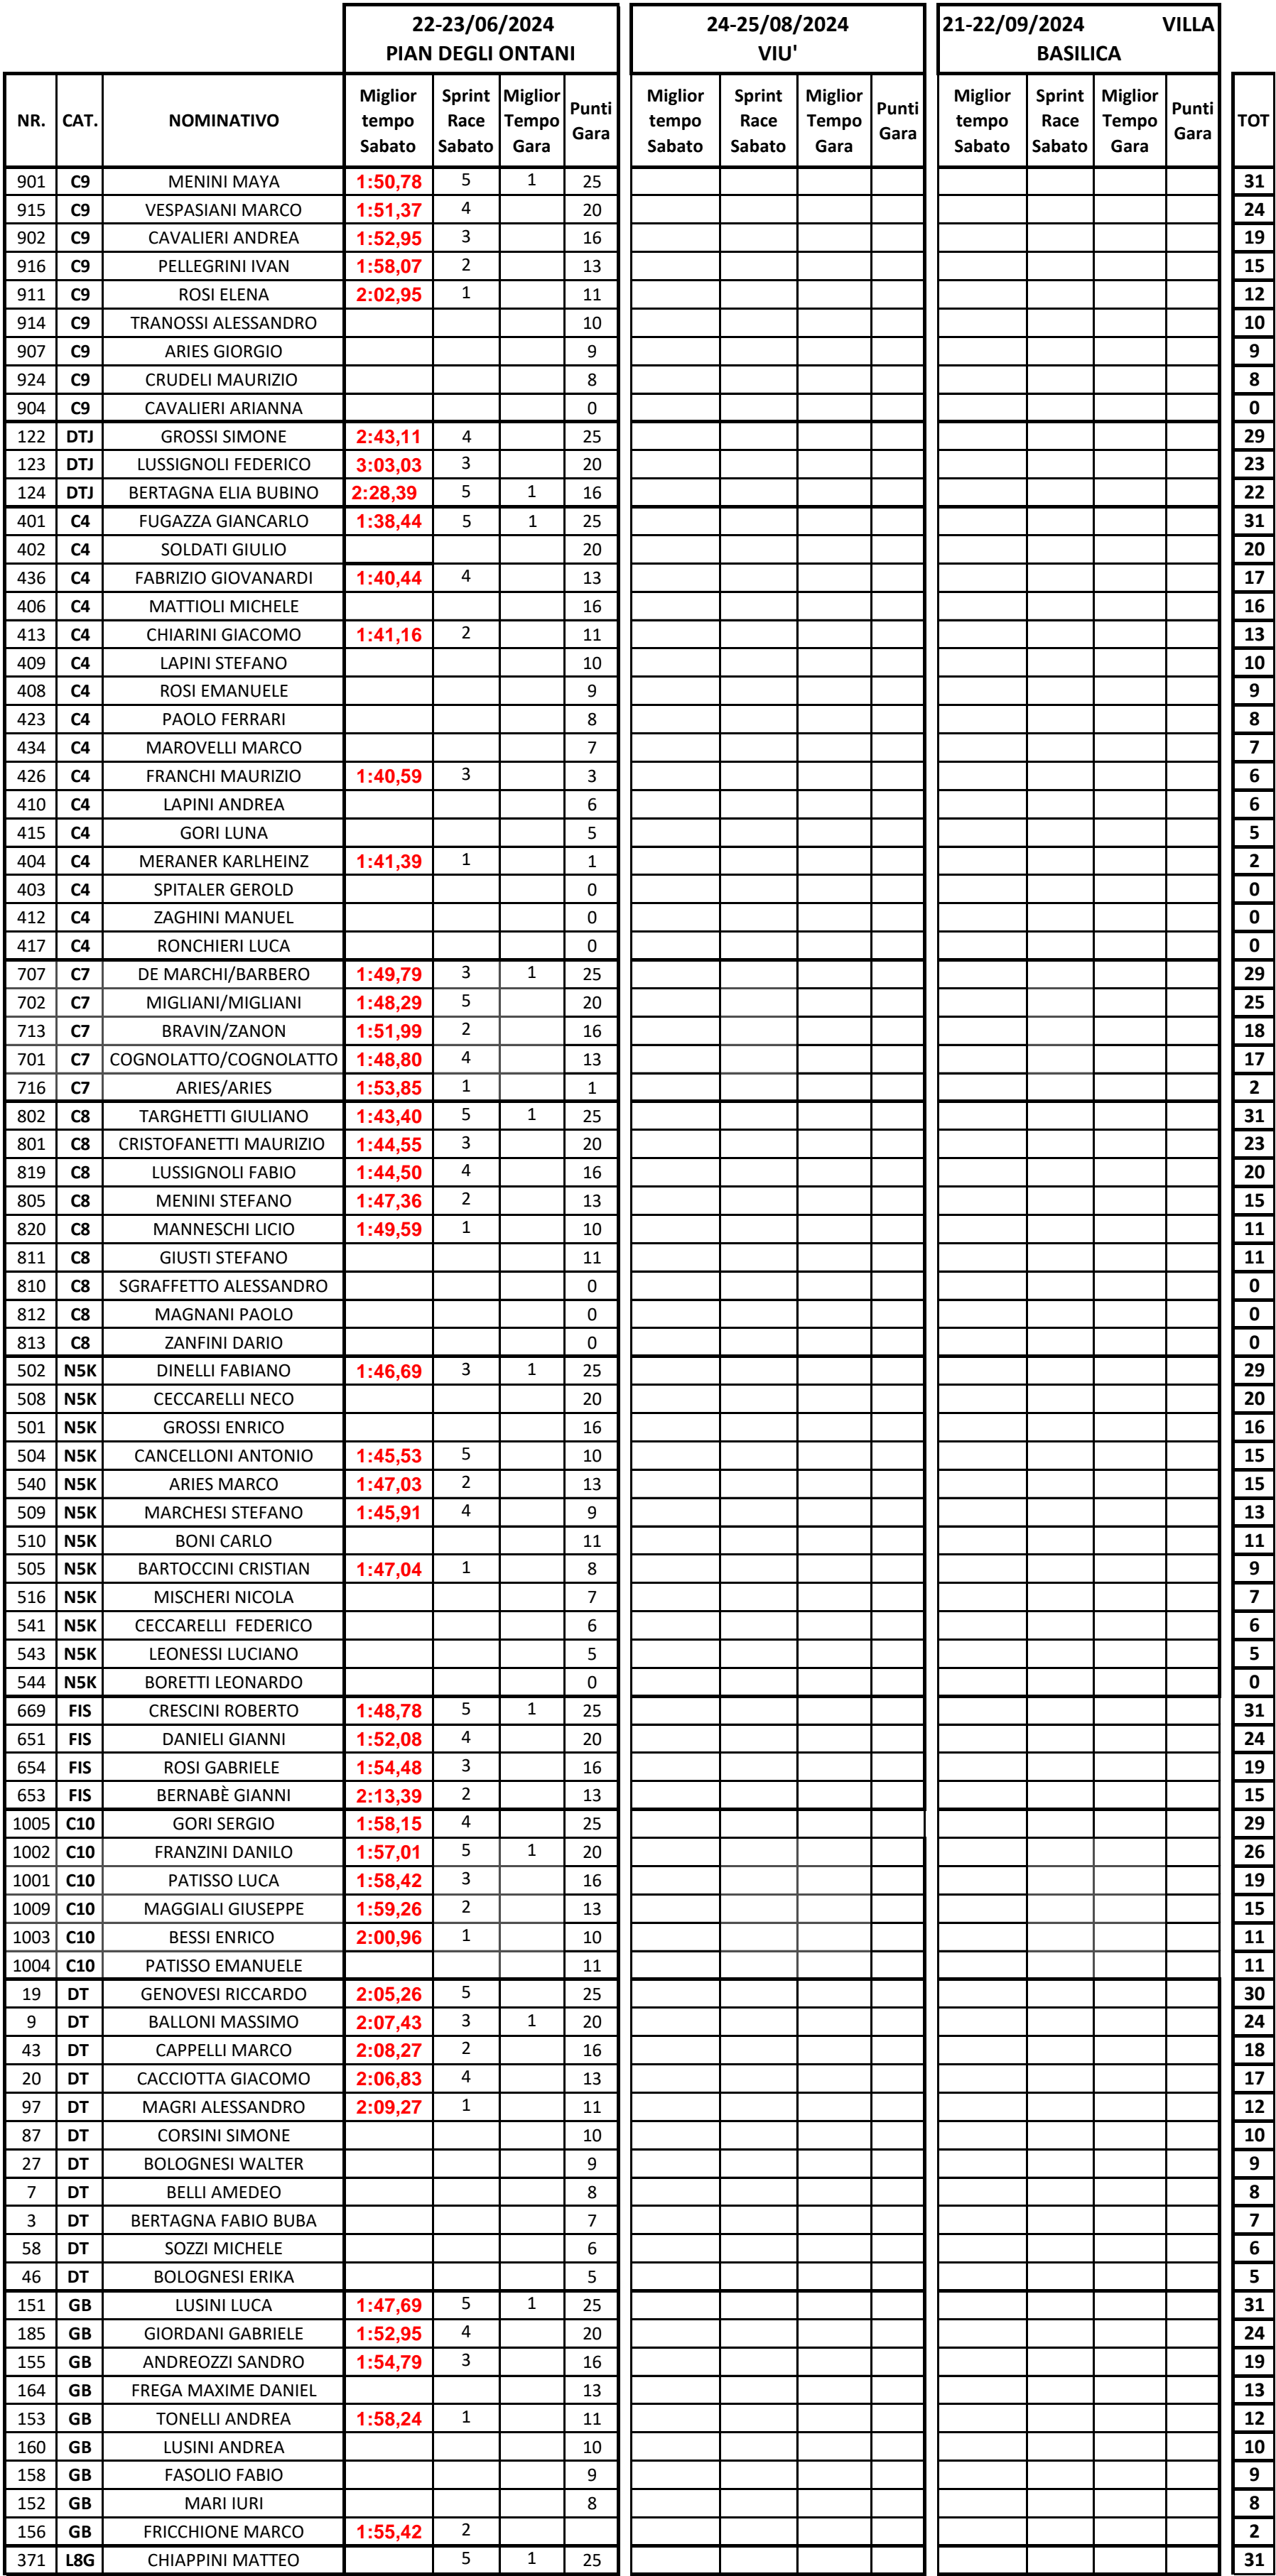 22-23/06/2024 24-25/08/2024 21-22/09/2024 VILLA
PIAN DEGLI ONTANI VIU' BASILICA
NR. CAT. NOMINATIVO Miglior tempo Sabato Sprint Race Sabato Miglior Tempo Gara Punti Gara Miglior tempo Sabato Sprint Race Sabato Miglior Tempo Gara Punti Gara Miglior tempo Sabato Sprint Race Sabato Miglior Tempo Gara Punti Gara TOT
901 C9 MENINI MAYA 1:50,78 5 1 25 31
915 C9 VESPASIANI MARCO 1:51,37 4 20 24
902 C9 CAVALIERI ANDREA 1:52,95 3 16 19
916 C9 PELLEGRINI IVAN 1:58,07 2 13 15
911 C9 ROSI ELENA 2:02,95 1 11 12
914 C9 TRANOSSI ALESSANDRO 10 10
907 C9 ARIES GIORGIO 9 9
924 C9 CRUDELI MAURIZIO 8 8
904 C9 CAVALIERI ARIANNA 0 0
122 DTJ GROSSI SIMONE 2:43,11 4 25 29
123 DTJ LUSSIGNOLI FEDERICO 3:03,03 3 20 23
124 DTJ BERTAGNA ELIA BUBINO 2:28,39 5 1 16 22
401 C4 FUGAZZA GIANCARLO 1:38,44 5 1 25 31
402 C4 SOLDATI GIULIO 20 20
436 C4 FABRIZIO GIOVANARDI 1:40,44 4 13 17
406 C4 MATTIOLI MICHELE 16 16
413 C4 CHIARINI GIACOMO 1:41,16 2 11 13
409 C4 LAPINI STEFANO 10 10
408 C4 ROSI EMANUELE 9 9
423 C4 PAOLO FERRARI 8 8
434 C4 MAROVELLI MARCO 7 7
426 C4 FRANCHI MAURIZIO 1:40,59 3 3 6
410 C4 LAPINI ANDREA 6 6
415 C4 GORI LUNA 5 5
404 C4 MERANER KARLHEINZ 1:41,39 1 1 2
403 C4 SPITALER GEROLD 0 0
412 C4 ZAGHINI MANUEL 0 0
417 C4 RONCHIERI LUCA 0 0
707 C7 DE MARCHI/BARBERO 1:49,79 3 1 25 29
702 C7 MIGLIANI/MIGLIANI 1:48,29 5 20 25
713 C7 BRAVIN/ZANON 1:51,99 2 16 18
701 C7 COGNOLATTO/COGNOLATTO 1:48,80 4 13 17
716 C7 ARIES/ARIES 1:53,85 1 1 2
802 C8 TARGHETTI GIULIANO 1:43,40 5 1 25 31
801 C8 CRISTOFANETTI MAURIZIO 1:44,55 3 20 23
819 C8 LUSSIGNOLI FABIO 1:44,50 4 16 20
805 C8 MENINI STEFANO 1:47,36 2 13 15
820 C8 MANNESCHI LICIO 1:49,59 1 10 11
811 C8 GIUSTI STEFANO 11 11
810 C8 SGRAFFETTO ALESSANDRO 0 0
812 C8 MAGNANI PAOLO 0 0
813 C8 ZANFINI DARIO 0 0
502 N5K DINELLI FABIANO 1:46,69 3 1 25 29
508 N5K CECCARELLI NECO 20 20
501 N5K GROSSI ENRICO 16 16
504 N5K CANCELLONI ANTONIO 1:45,53 5 10 15
540 N5K ARIES MARCO 1:47,03 2 13 15
509 N5K MARCHESI STEFANO 1:45,91 4 9 13
510 N5K BONI CARLO 11 11
505 N5K BARTOCCINI CRISTIAN 1:47,04 1 8 9
516 N5K MISCHERI NICOLA 7 7
541 N5K CECCARELLI FEDERICO 6 6
543 N5K LEONESSI LUCIANO 5 5
544 N5K BORETTI LEONARDO 0 0
669 FIS CRESCINI ROBERTO 1:48,78 5 1 25 31
651 FIS DANIELI GIANNI 1:52,08 4 20 24
654 FIS ROSI GABRIELE 1:54,48 3 16 19
653 FIS BERNABÈ GIANNI 2:13,39 2 13 15
1005 C10 GORI SERGIO 1:58,15 4 25 29
1002 C10 FRANZINI DANILO 1:57,01 5 1 20 26
1001 C10 PATISSO LUCA 1:58,42 3 16 19
1009 C10 MAGGIALI GIUSEPPE 1:59,26 2 13 15
1003 C10 BESSI ENRICO 2:00,96 1 10 11
1004 C10 PATISSO EMANUELE 11 11
19 DT GENOVESI RICCARDO 2:05,26 5 25 30
9 DT BALLONI MASSIMO 2:07,43 3 1 20 24
43 DT CAPPELLI MARCO 2:08,27 2 16 18
20 DT CACCIOTTA GIACOMO 2:06,83 4 13 17
97 DT MAGRI ALESSANDRO 2:09,27 1 11 12
87 DT CORSINI SIMONE 10 10
27 DT BOLOGNESI WALTER 9 9
7 DT BELLI AMEDEO 8 8
3 DT BERTAGNA FABIO BUBA 7 7
58 DT SOZZI MICHELE 6 6
46 DT BOLOGNESI ERIKA 5 5
151 GB LUSINI LUCA 1:47,69 5 1 25 31
185 GB GIORDANI GABRIELE 1:52,95 4 20 24
155 GB ANDREOZZI SANDRO 1:54,79 3 16 19
164 GB FREGA MAXIME DANIEL 13 13
153 GB TONELLI ANDREA 1:58,24 1 11 12
160 GB LUSINI ANDREA 10 10
158 GB FASOLIO FABIO 9 9
152 GB MARI IURI 8 8
156 GB FRICCHIONE MARCO 1:55,42 2 2
371 L8G CHIAPPINI MATTEO 5 1 25 31